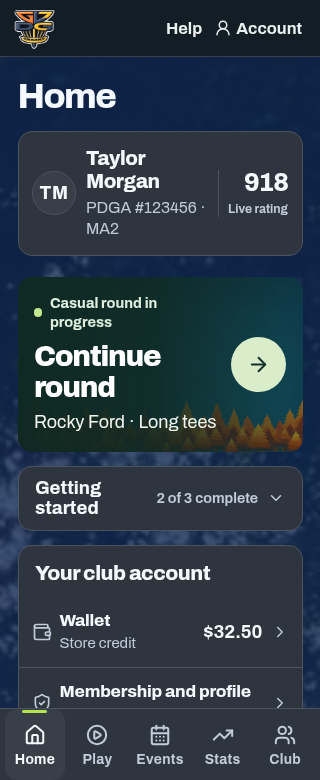 Help
Account
Home
TM
Taylor
Morgan
PDGA #123456 ·
MA2
918
Live rating
Casual round in
progress
Continue
round
Rocky Ford · Long tees
Getting
started
2 of 3 complete
Your club account
Wallet
Store credit
$32.50
Membership and profile
Home
Play
Events
Stats
Club